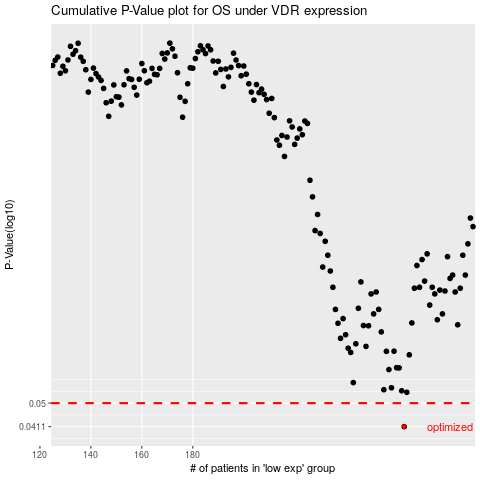 Cumulative P-Value plot for OS under VDR expression
P-Value(log10)
0.05
0.0411
optimized
120 140 160 180
# of patients in 'low exp' group